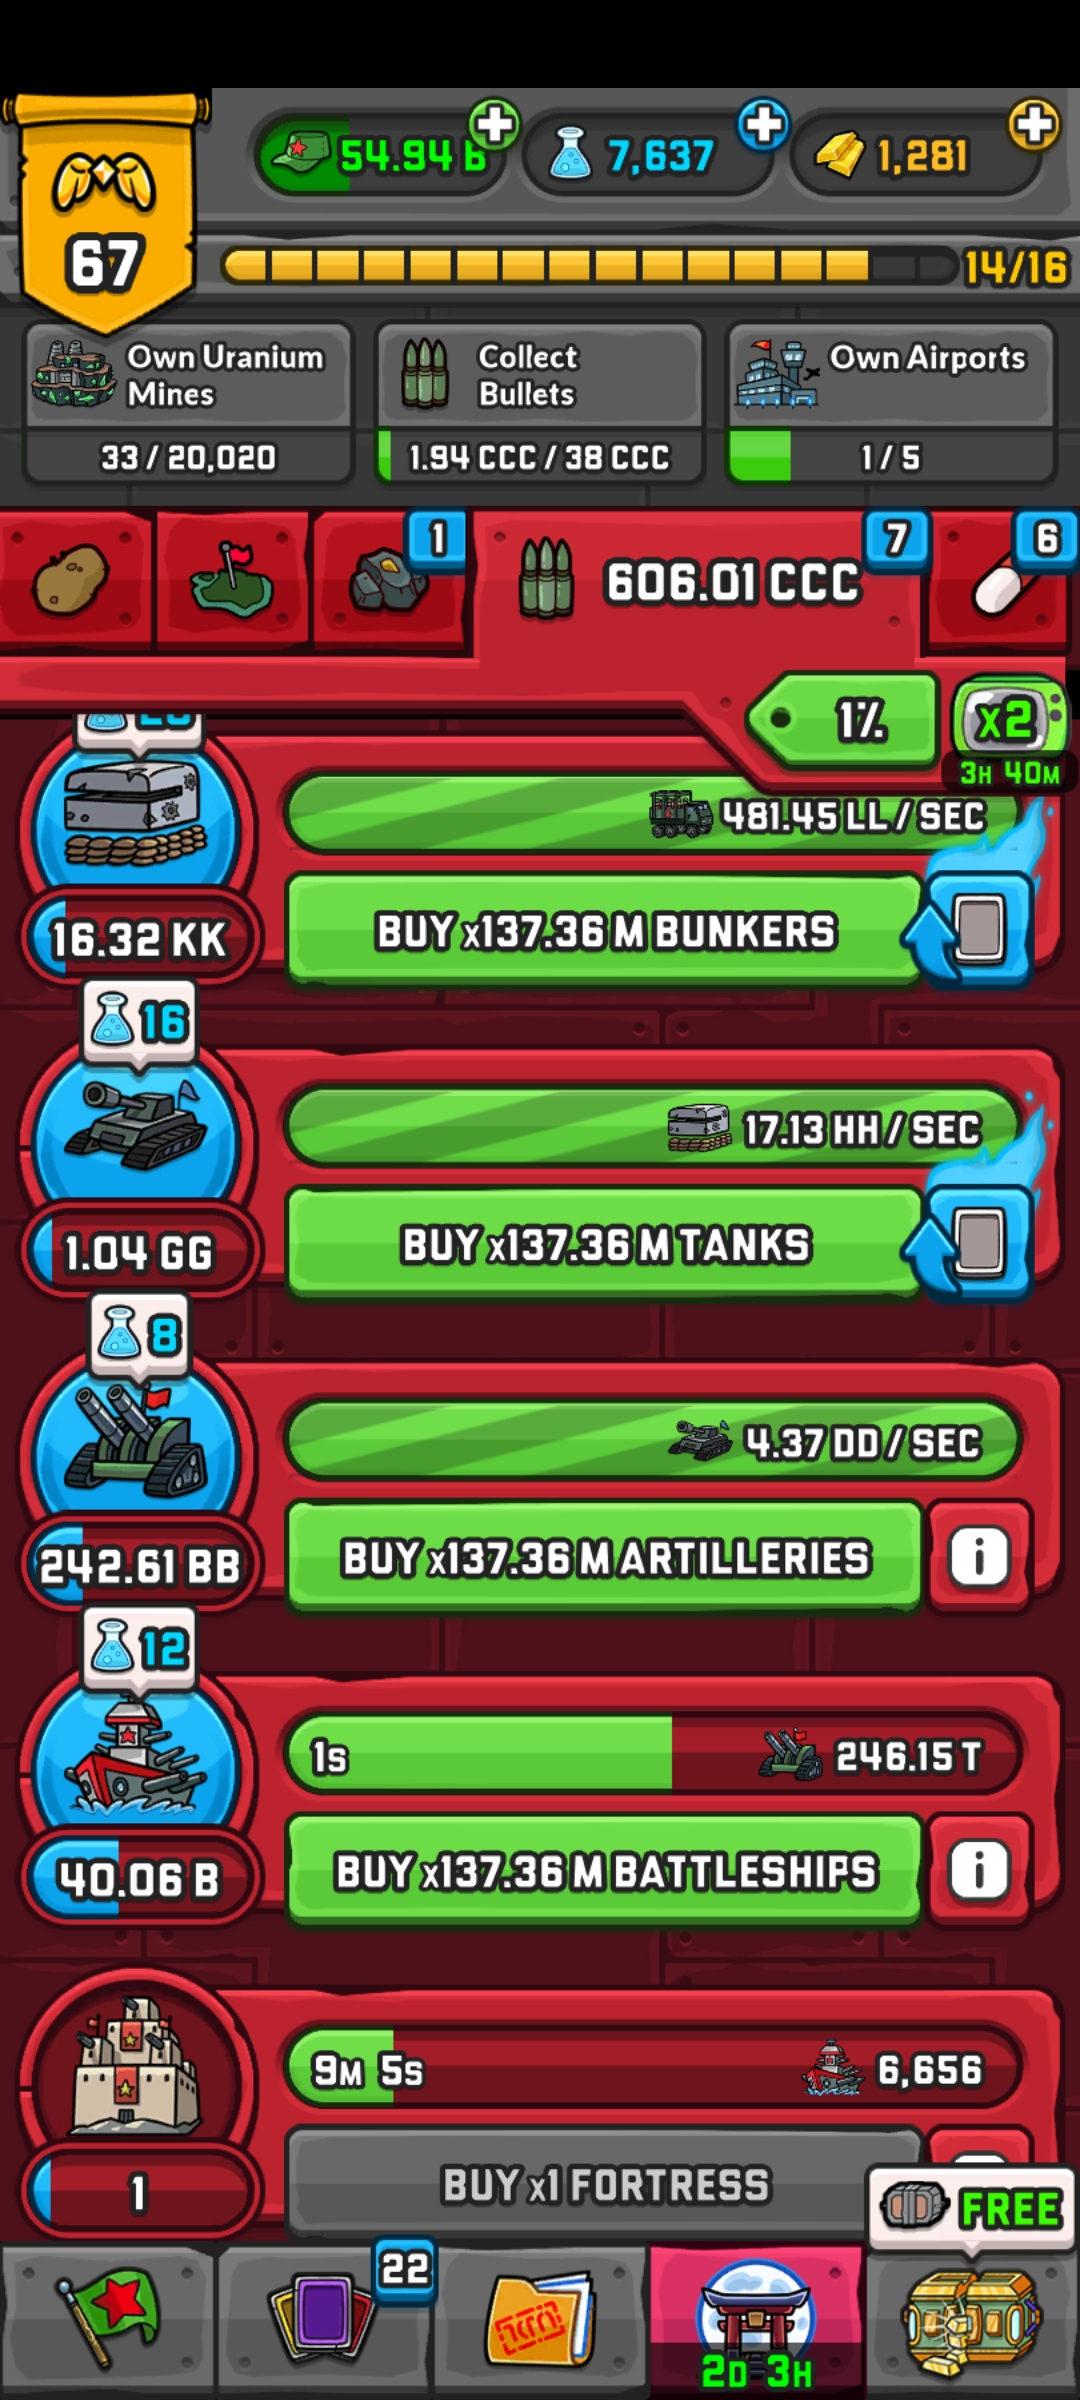 54.94 B
7,637
1,281
67
14/16
Own Uranium
Mines
33 / 20,020
Collect
Bullets
1.94 CCC / 38 CCC
Own Airports
1 / 5
1
606.01 CCC
7
6
1%
x2
3H 40M
481.45 LL / SEC
16.32 KK
BUY x137.36 M BUNKERS
16
17.13 HH / SEC
1.04 GG
BUY x137.36 M TANKS
8
4.37 DD / SEC
242.61 BB
BUY x137.36 M ARTILLERIES
i
12
1S
246.15 T
40.06 B
BUY x137.36 M BATTLESHIPS
i
9M 5S
6,656
1
BUY x1 FORTRESS
FREE
22
2D 3H